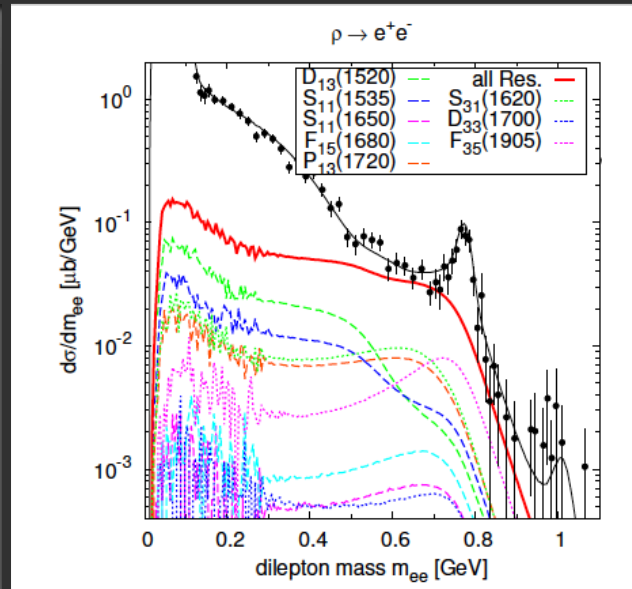 ρ → e⁺e⁻
D₁₃(1520) all Res.
S₁₁(1535) S₃₁(1620)
S₁₁(1650) D₃₃(1700)
F₁₅(1680) F₃₅(1905)
P₁₃(1720)
10⁰
10⁻¹
10⁻²
10⁻³
dσ/dmₑₑ [μb/GeV]
0 0.2 0.4 0.6 0.8 1
dilepton mass mₑₑ [GeV]